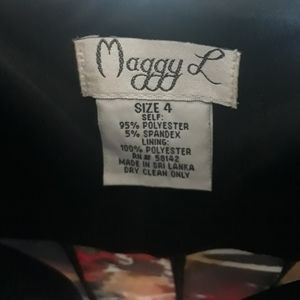 Maggy L
SIZE 4
SELF:
95% POLYESTER
5% SPANDEX
LINING:
100% POLYESTER
RN# 58142
MADE IN SRI LANKA
DRY CLEAN ONLY